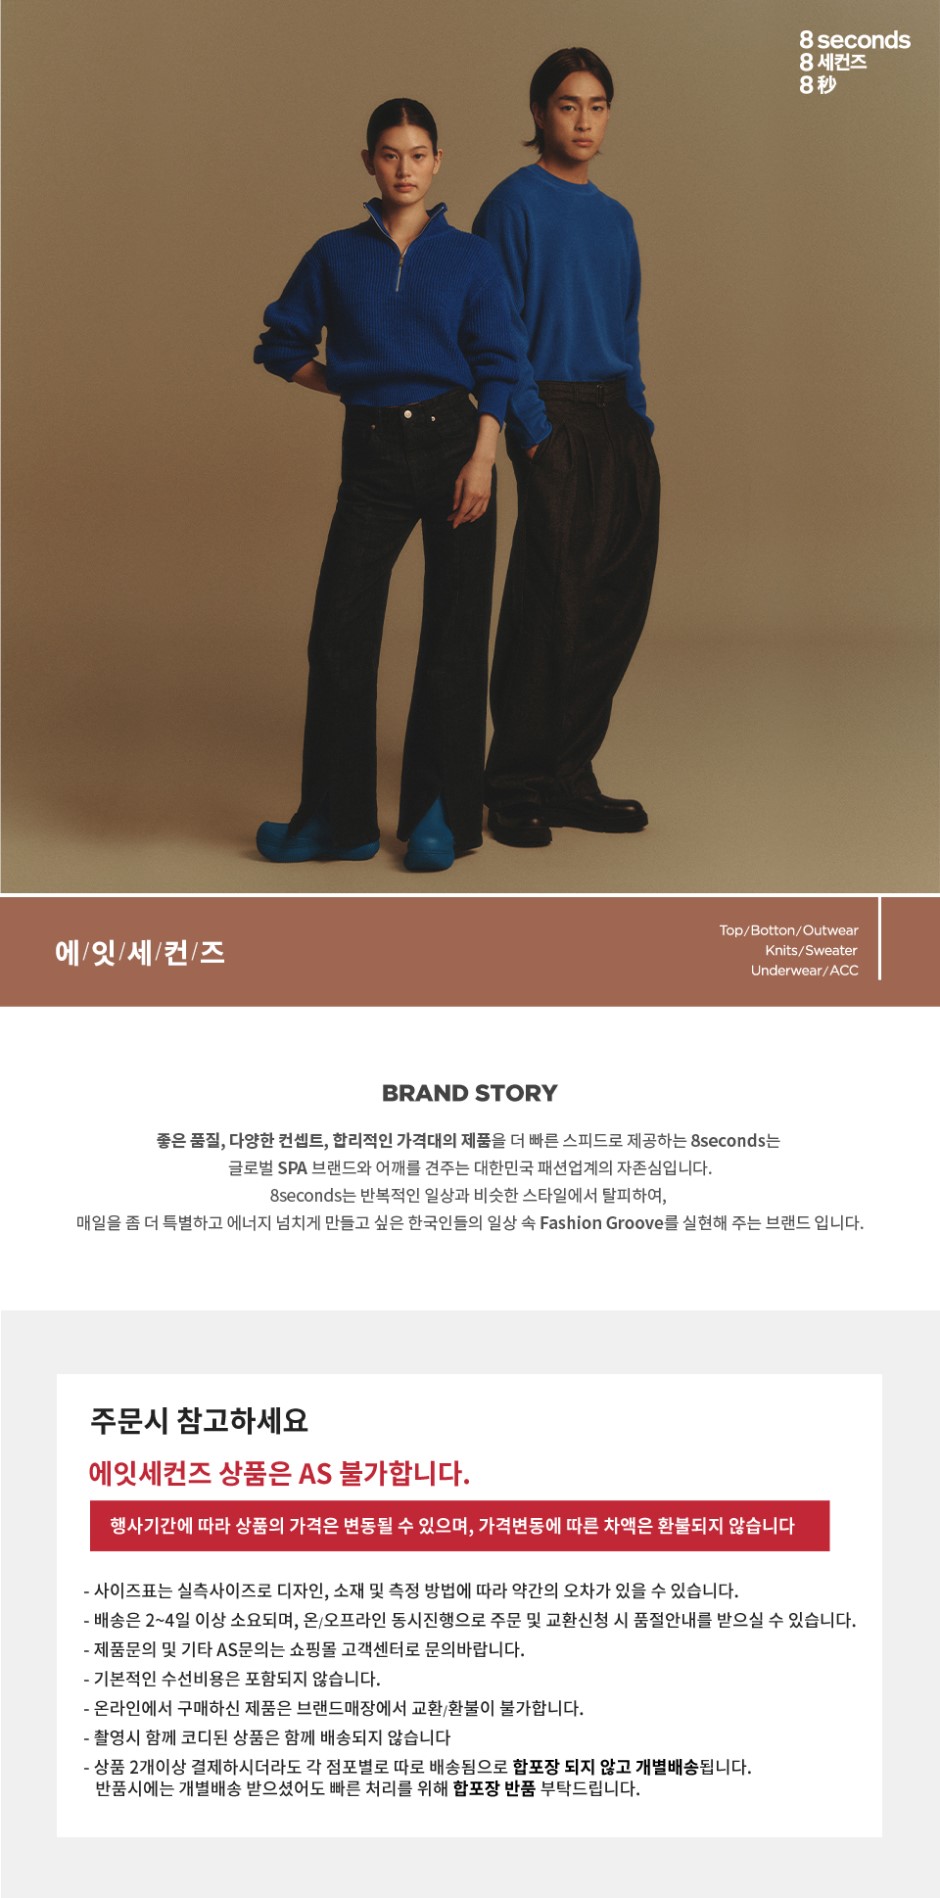 8 seconds
8 세컨즈
8 秒
에/잇/세/컨/즈
Top/Botton/Outwear
Knits/Sweater
Underwear/ACC
BRAND STORY
좋은 품질, 다양한 컨셉트, 합리적인 가격대의 제품을 더 빠른 스피드로 제공하는 8seconds는
글로벌 SPA 브랜드와 어깨를 견주는 대한민국 패션업계의 자존심입니다.
8seconds는 반복적인 일상과 비슷한 스타일에서 탈피하여,
매일을 좀 더 특별하고 에너지 넘치게 만들고 싶은 한국인들의 일상 속 Fashion Groove를 실현해 주는 브랜드 입니다.
주문시 참고하세요
에잇세컨즈 상품은 AS 불가합니다.
행사기간에 따라 상품의 가격은 변동될 수 있으며, 가격변동에 따른 차액은 환불되지 않습니다
- 사이즈표는 실측사이즈로 디자인, 소재 및 측정 방법에 따라 약간의 오차가 있을 수 있습니다.
- 배송은 2~4일 이상 소요되며, 온/오프라인 동시진행으로 주문 및 교환신청 시 품절안내를 받으실 수 있습니다.
- 제품문의 및 기타 AS문의는 쇼핑몰 고객센터로 문의바랍니다.
- 기본적인 수선비용은 포함되지 않습니다.
- 온라인에서 구매하신 제품은 브랜드매장에서 교환/환불이 불가합니다.
- 촬영시 함께 코디된 상품은 함께 배송되지 않습니다
- 상품 2개이상 결제하시더라도 각 점포별로 따로 배송됨으로 합포장 되지 않고 개별배송됩니다.
반품시에는 개별배송 받으셨어도 빠른 처리를 위해 합포장 반품 부탁드립니다.